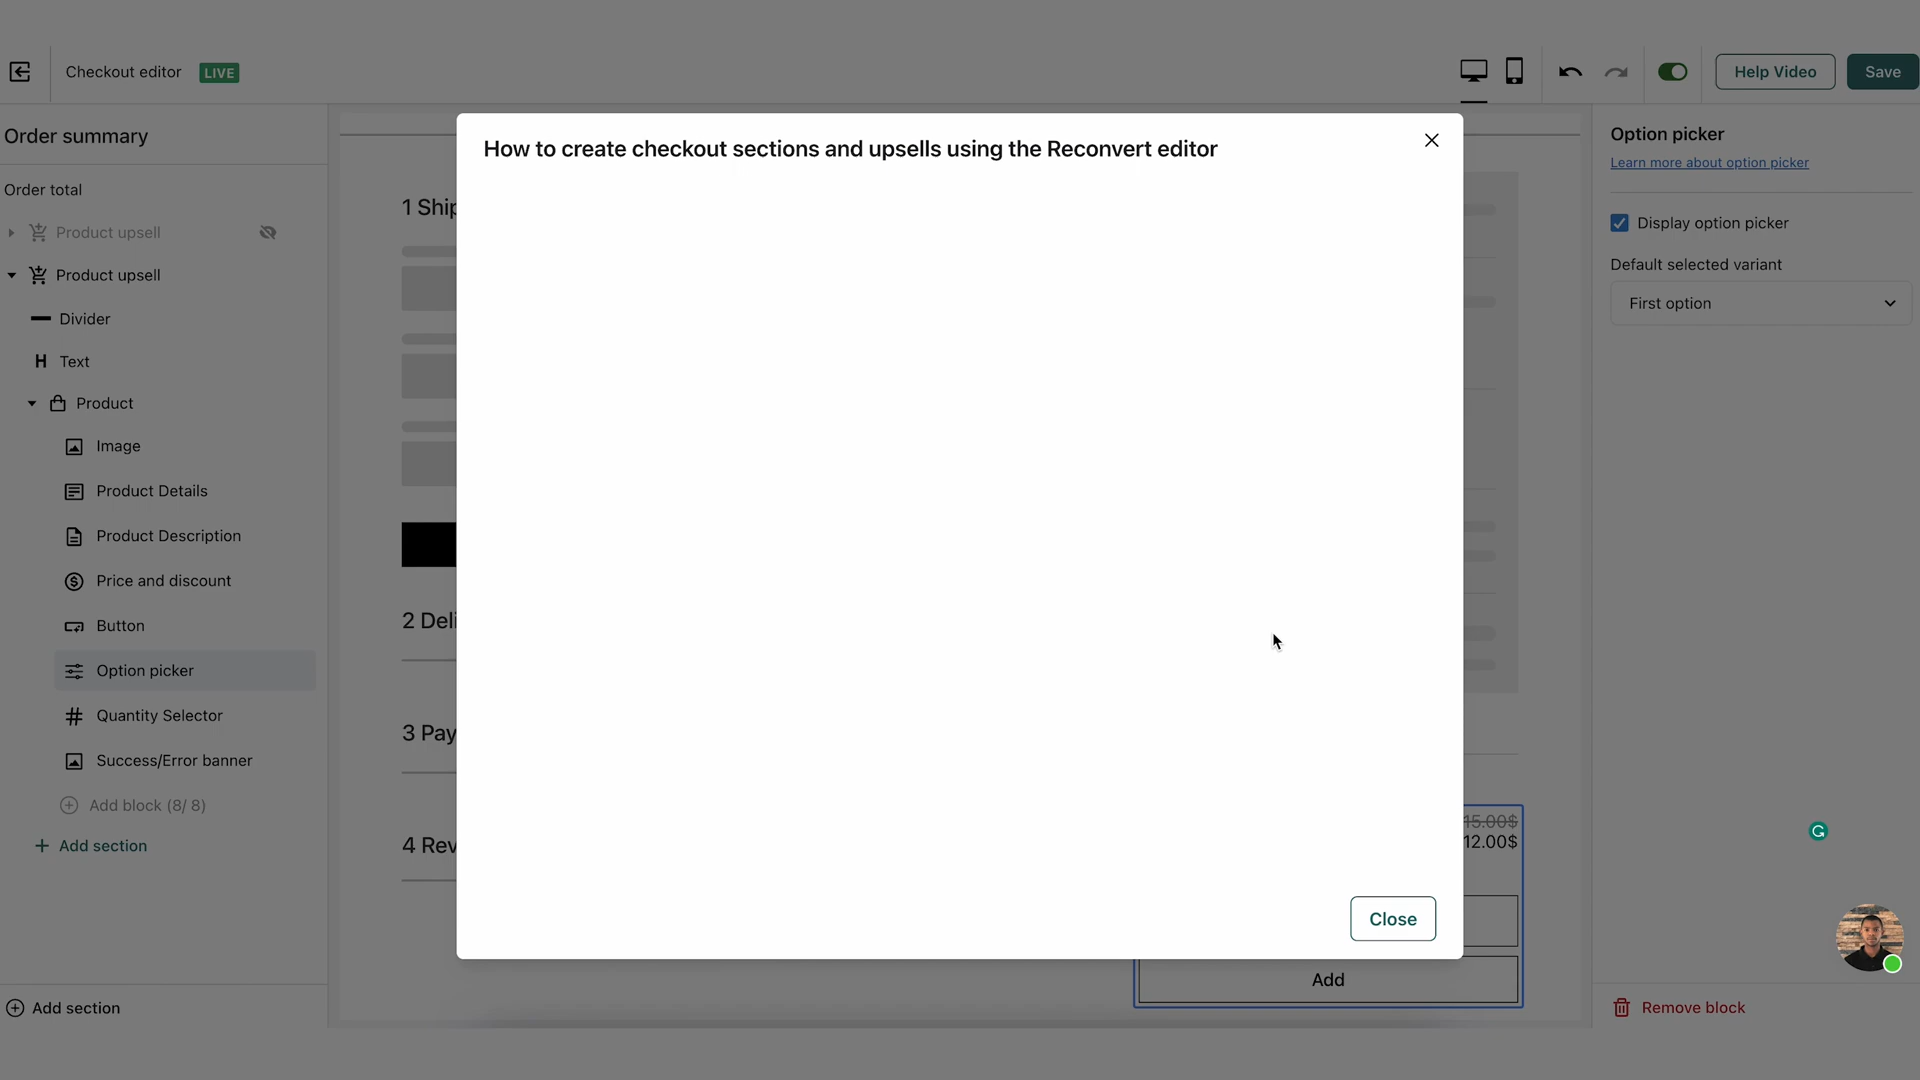 Checkout editor
LIVE
Help Video
Save
Order summary
Order total
Product upsell
Product upsell
Divider
H Text
Product
Image
Product Details
Product Description
Price and discount
Button
Option picker
Quantity Selector
Success/Error banner
Add block (8/ 8)
Add section
Add section
1 Ship
2 Deli
3 Pay
4 Rev
How to create checkout sections and upsells using the Reconvert editor
Close
15.00$
12.00$
Add
Option picker
Learn more about option picker
Display option picker
Default selected variant
First option
Remove block